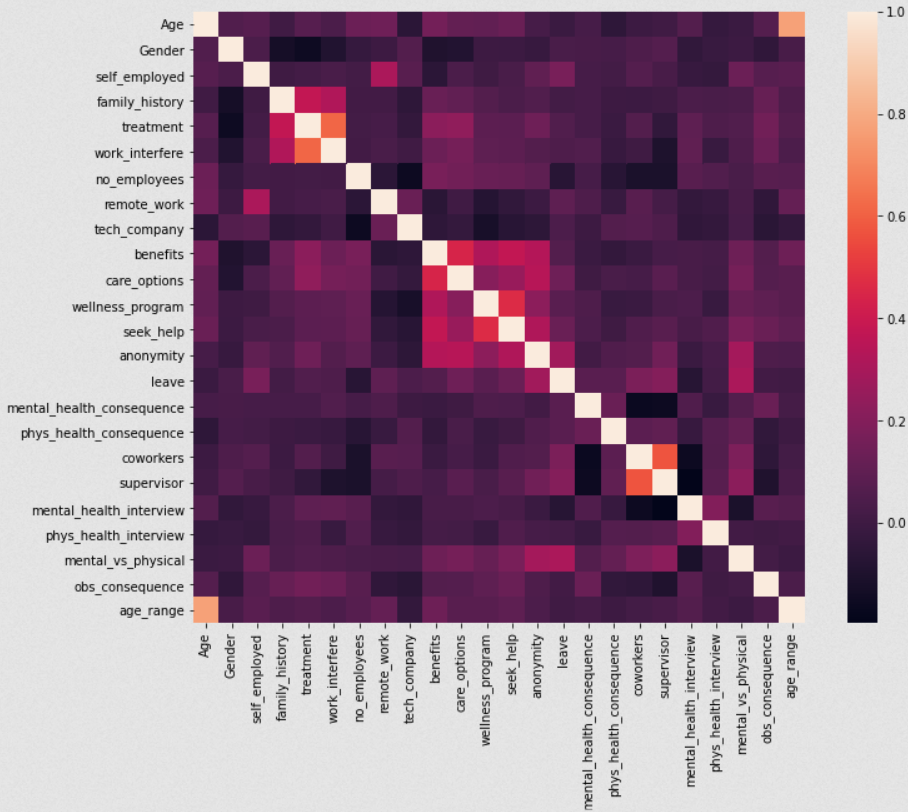 Age
Gender
self_employed
family_history
treatment
work_interfere
no_employees
remote_work
tech_company
benefits
care_options
wellness_program
seek_help
anonymity
leave
mental_health_consequence
phys_health_consequence
coworkers
supervisor
mental_health_interview
phys_health_interview
mental_vs_physical
obs_consequence
age_range
Age
Gender
self_employed
family_history
treatment
work_interfere
no_employees
remote_work
tech_company
benefits
care_options
wellness_program
seek_help
anonymity
leave
mental_health_consequence
phys_health_consequence
coworkers
supervisor
mental_health_interview
phys_health_interview
mental_vs_physical
obs_consequence
age_range
1.0
0.8
0.6
0.4
0.2
0.0